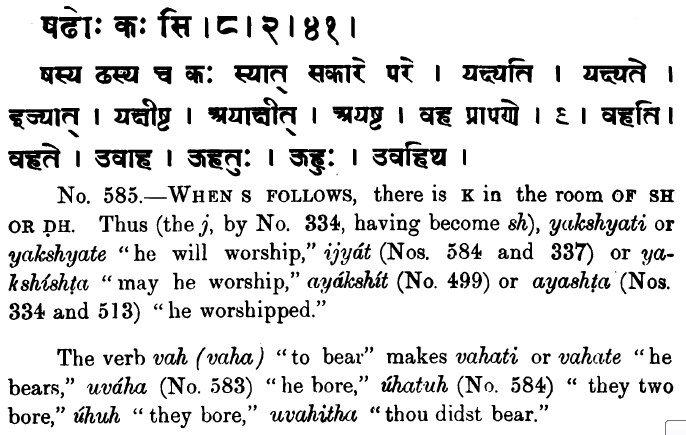 षढोः कः सि । ८ । २ । ४१ ।
षस्य ढस्य च कः स्यात् सकारे परे । यक्ष्यति । यक्ष्यते ।
इज्यात् । यक्षीष्ट । अयाक्षीत् । अयष्ट । वह प्रापणे । ६ । वहति ।
वहते । उवाह । ऊहतुः । ऊहुः । उवहिथ ।
No. 585.—WHEN S FOLLOWS, there is K in the room OF SH
OR ḌH. Thus (the j, by No. 334, having become sh), yakshyati or
yakshyate “he will worship,” ijyát (Nos. 584 and 337) or ya-
kshíshṭa “may he worship,” ayákshít (No. 499) or ayashṭa (Nos.
334 and 513) “he worshipped.”
The verb vah (vaha) “to bear” makes vahati or vahate “he
bears,” uváha (No. 583) “he bore,” úhatuh (No. 584) “ they two
bore,” úhuh “they bore,” uvahitha “thou didst bear.”